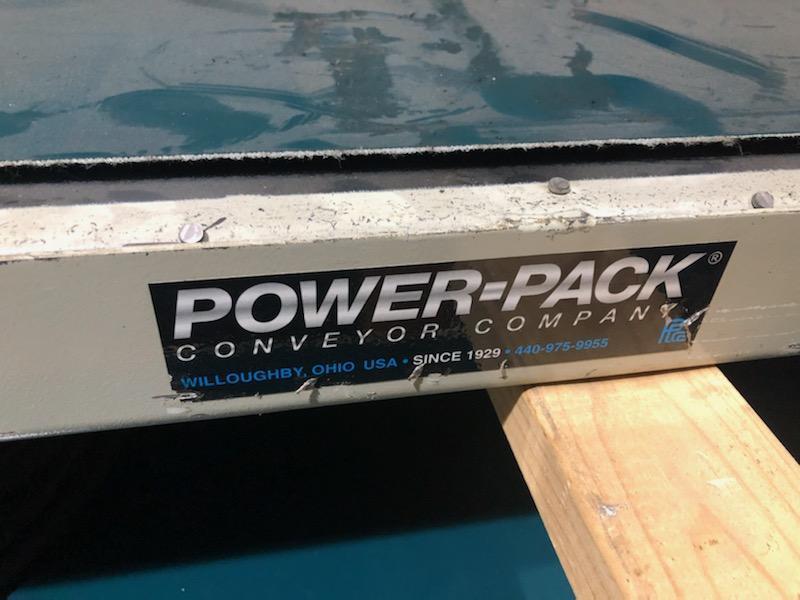 POWER-PACK®
CONVEYOR COMPANY
WILLOUGHBY, OHIO USA • SINCE 1929 • 440-975-9955